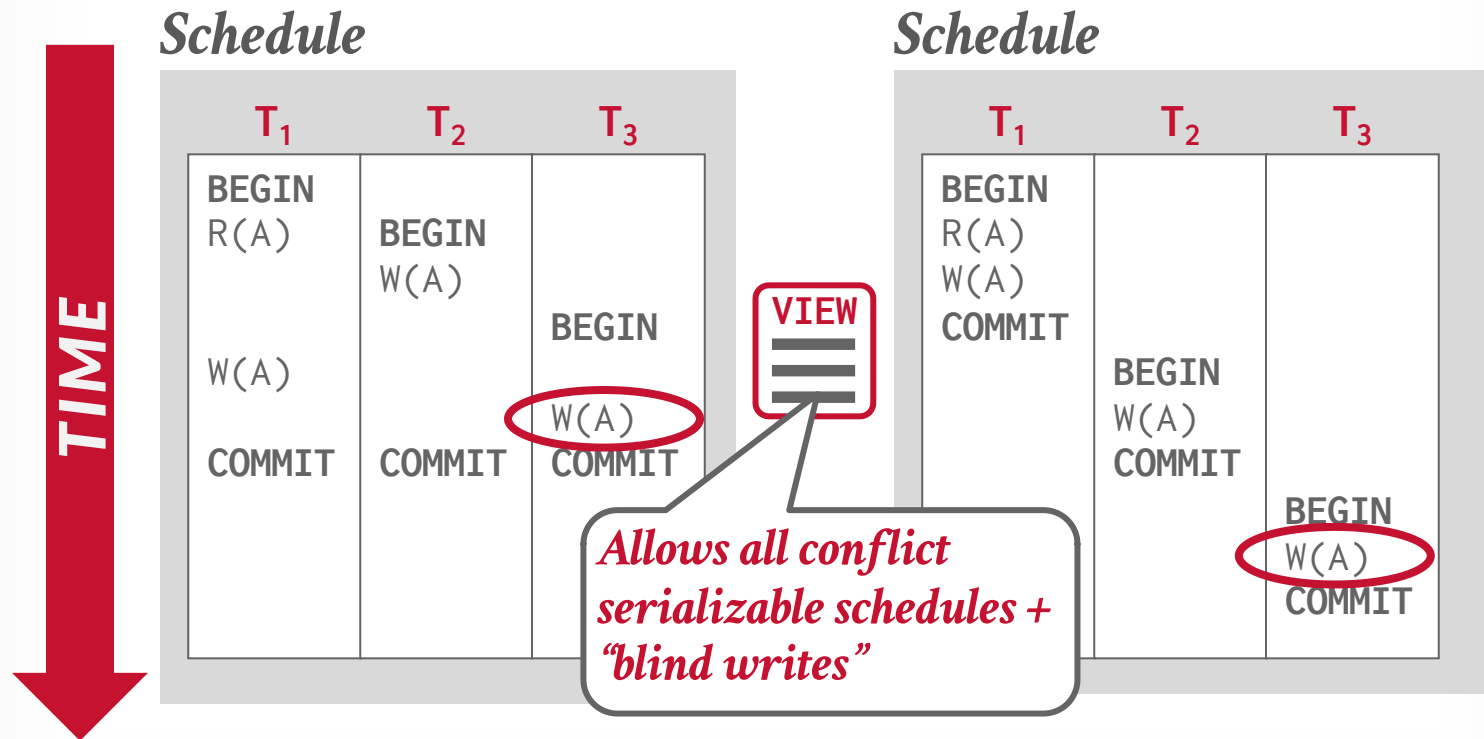 Schedule
T₁ T₂ T₃
BEGIN
R(A) BEGIN
W(A)
BEGIN
W(A)
W(A)
COMMIT COMMIT COMMIT
TIME
VIEW
Allows all conflict
serializable schedules +
“blind writes”
Schedule
T₁ T₂ T₃
BEGIN
R(A)
W(A)
COMMIT
BEGIN
W(A)
COMMIT
BEGIN
W(A)
COMMIT